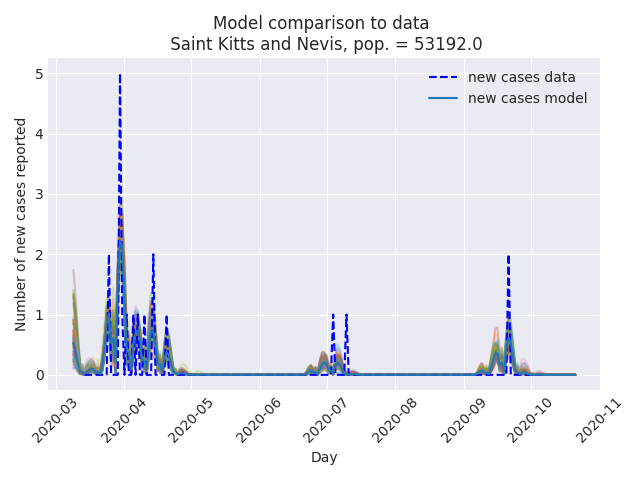 Model comparison to data
Saint Kitts and Nevis, pop. = 53192.0
new cases data
new cases model
Number of new cases reported
5
4
3
2
1
0
2020-03
2020-04
2020-05
2020-06
2020-07
2020-08
2020-09
2020-10
2020-11
Day